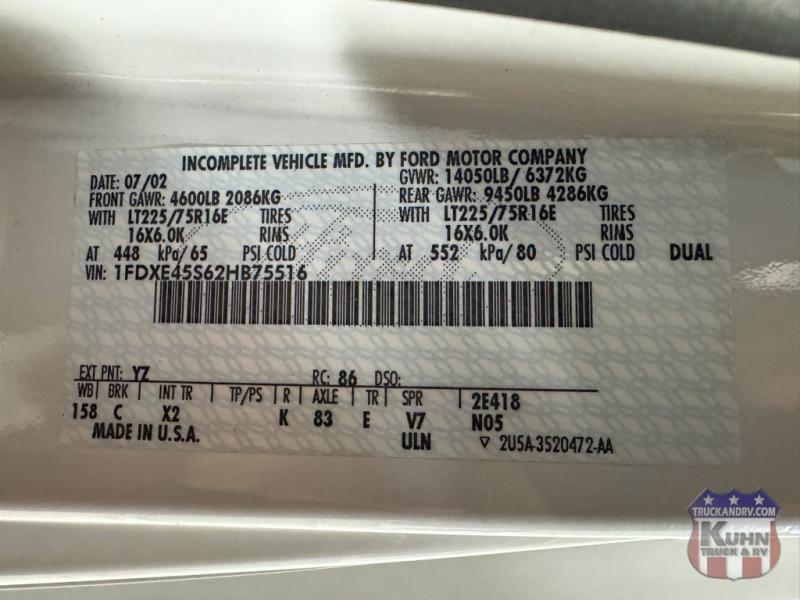 INCOMPLETE VEHICLE MFD. BY FORD MOTOR COMPANY
DATE: 07/02 GVWR: 14050LB/ 6372KG
FRONT GAWR: 4600LB 2086KG REAR GAWR: 9450LB 4286KG
WITH LT225/75R16E TIRES WITH LT225/75R16E TIRES
16X6.0K RIMS 16X6.0K RIMS
AT 448 kPa/ 65 PSI COLD AT 552 kPa/ 80 PSI COLD DUAL
VIN: 1FDXE45S62HB75516
EXT PNT: YZ RC: 86 DSO:
WB BRK INT TR TP/PS R AXLE TR SPR 2E418
158 C X2 K 83 E V7 N05
MADE IN U.S.A. ULN ▽ 2U5A-3520472-AA
TRUCKANDRV.COM
KUHN
TRUCK & RV